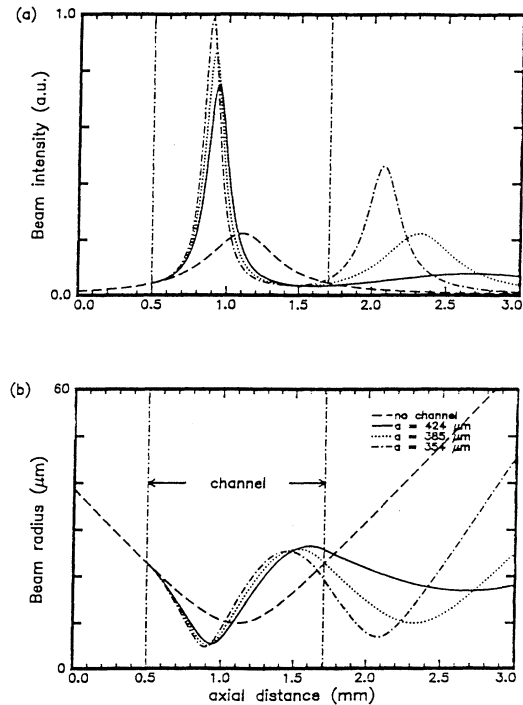 (a)
1.0
Beam intensity (a.u.)
0.0
0.0 0.5 1.0 1.5 2.0 2.5 3.0
(b)
60
no channel
a = 424 μm
a = 385 μm
a = 354 μm
channel
Beam radius (μm)
0
0.0 0.5 1.0 1.5 2.0 2.5 3.0
axial distance (mm)